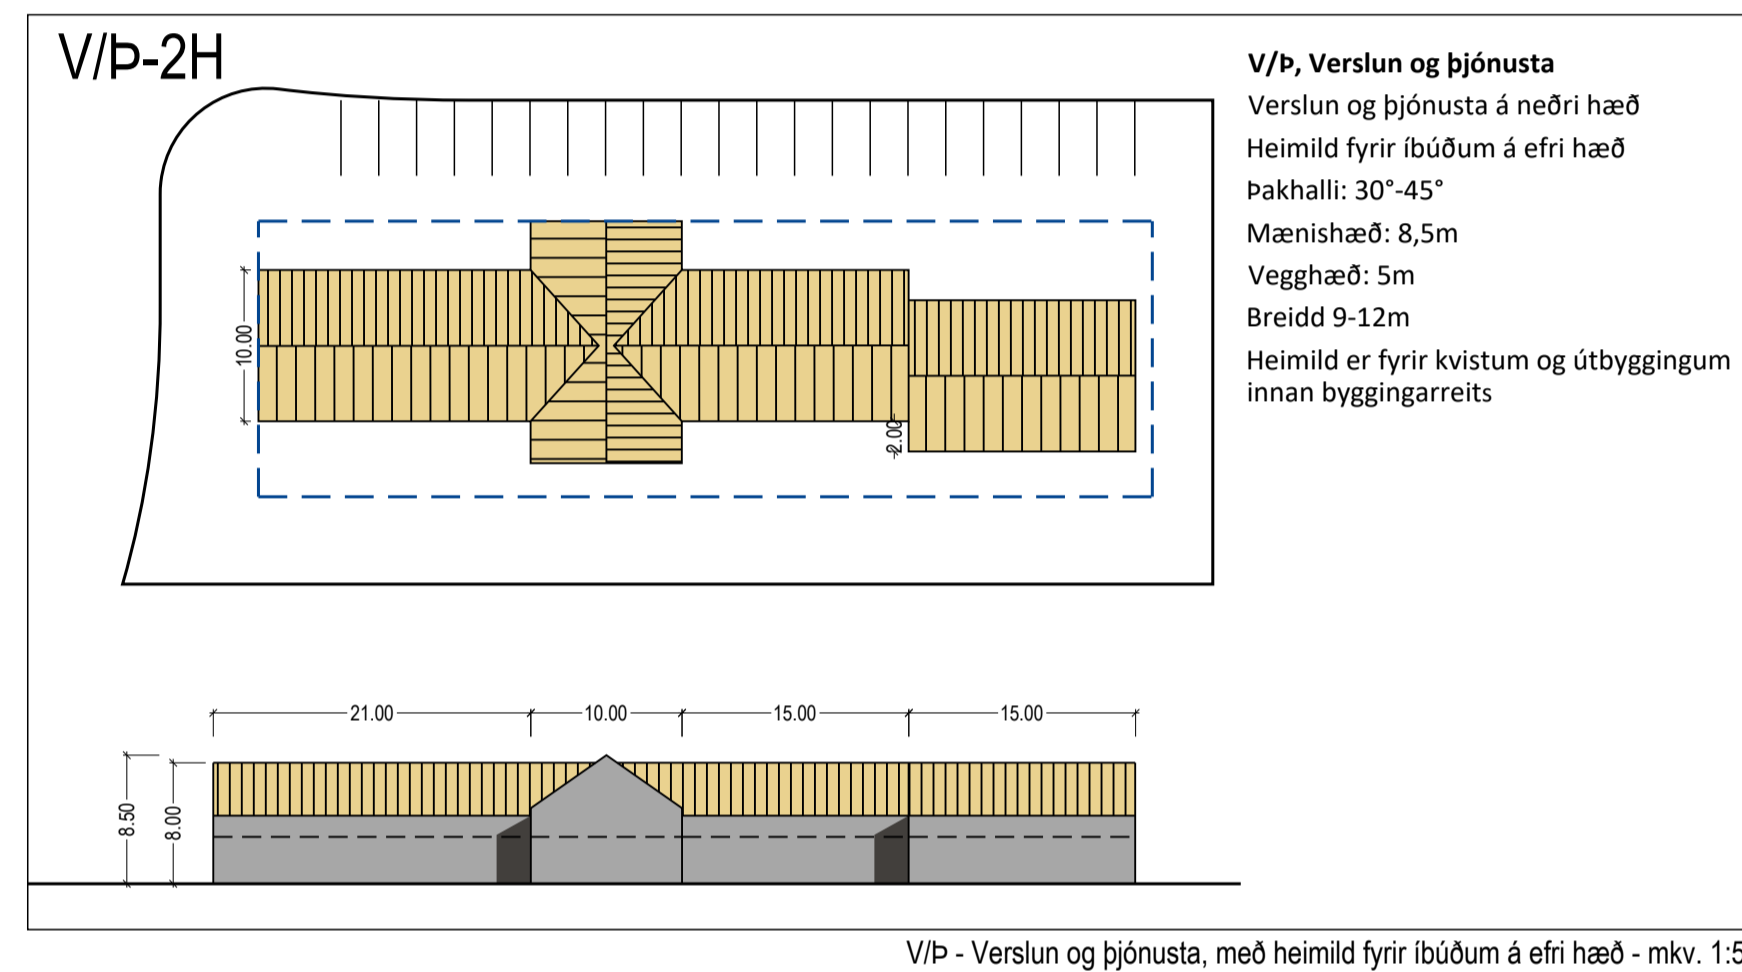 V/Þ-2H
V/Þ, Verslun og þjónusta
Verslun og þjónusta á neðri hæð
Heimild fyrir íbúðum á efri hæð
Þakhalli: 30°-45°
Mænishæð: 8,5m
Vegghæð: 5m
Breidd 9-12m
Heimild er fyrir kvistum og útbyggingum
innan byggingarreits
10.00
2.00
21.00
10.00
15.00
15.00
8.50
8.00
V/Þ - Verslun og þjónusta, með heimild fyrir íbúðum á efri hæð - mkv. 1:5